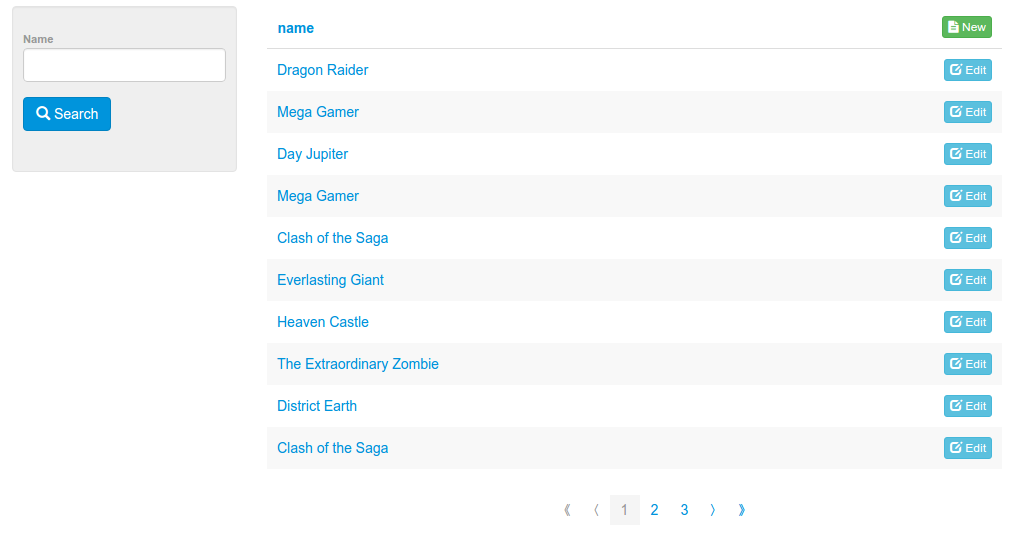 Name
Search
name New
Dragon Raider Edit
Mega Gamer Edit
Day Jupiter Edit
Mega Gamer Edit
Clash of the Saga Edit
Everlasting Giant Edit
Heaven Castle Edit
The Extraordinary Zombie Edit
District Earth Edit
Clash of the Saga Edit
《 〈 1 2 3 〉 》